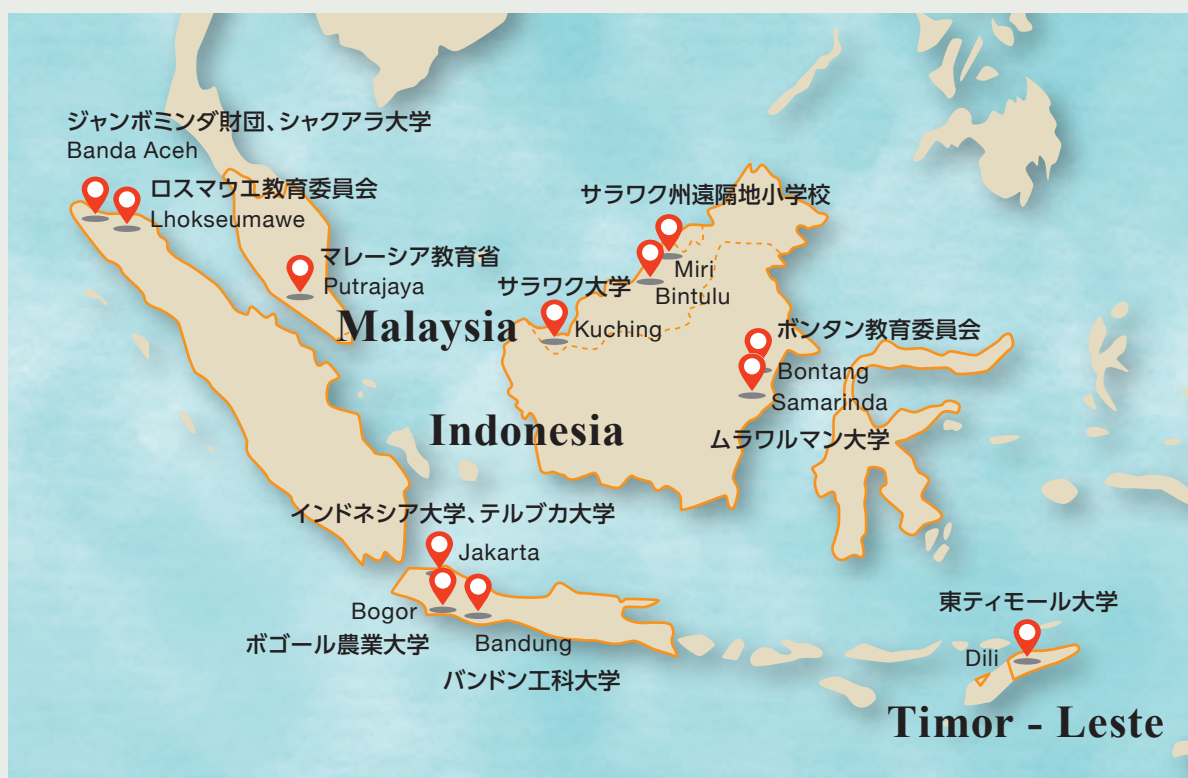 ジャンボミンダ財団、シャクアラ大学
Banda Aceh
ロスマウエ教育委員会
Lhokseumawe
マレーシア教育省
Putrajaya
サラワク州遠隔地小学校
Miri
Bintulu
サラワク大学
Kuching
Malaysia
ボンタン教育委員会
Bontang
Samarinda
ムラワルマン大学
Indonesia
インドネシア大学、テルブカ大学
Jakarta
Bogor
ボゴール農業大学
Bandung
バンドン工科大学
東ティモール大学
Dili
Timor - Leste